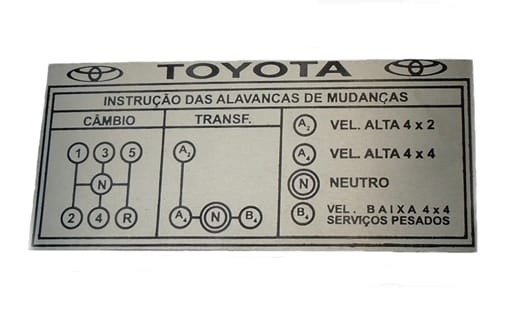 TOYOTA
INSTRUÇÃO DAS ALAVANCAS DE MUDANÇAS
CÂMBIO
1 3 5
N
2 4 R
TRANSF.
A2
A4 N B4
A2 VEL. ALTA 4 x 2
A4 VEL. ALTA 4 x 4
N NEUTRO
B4 VEL. BAIXA 4 x 4
SERVIÇOS PESADOS